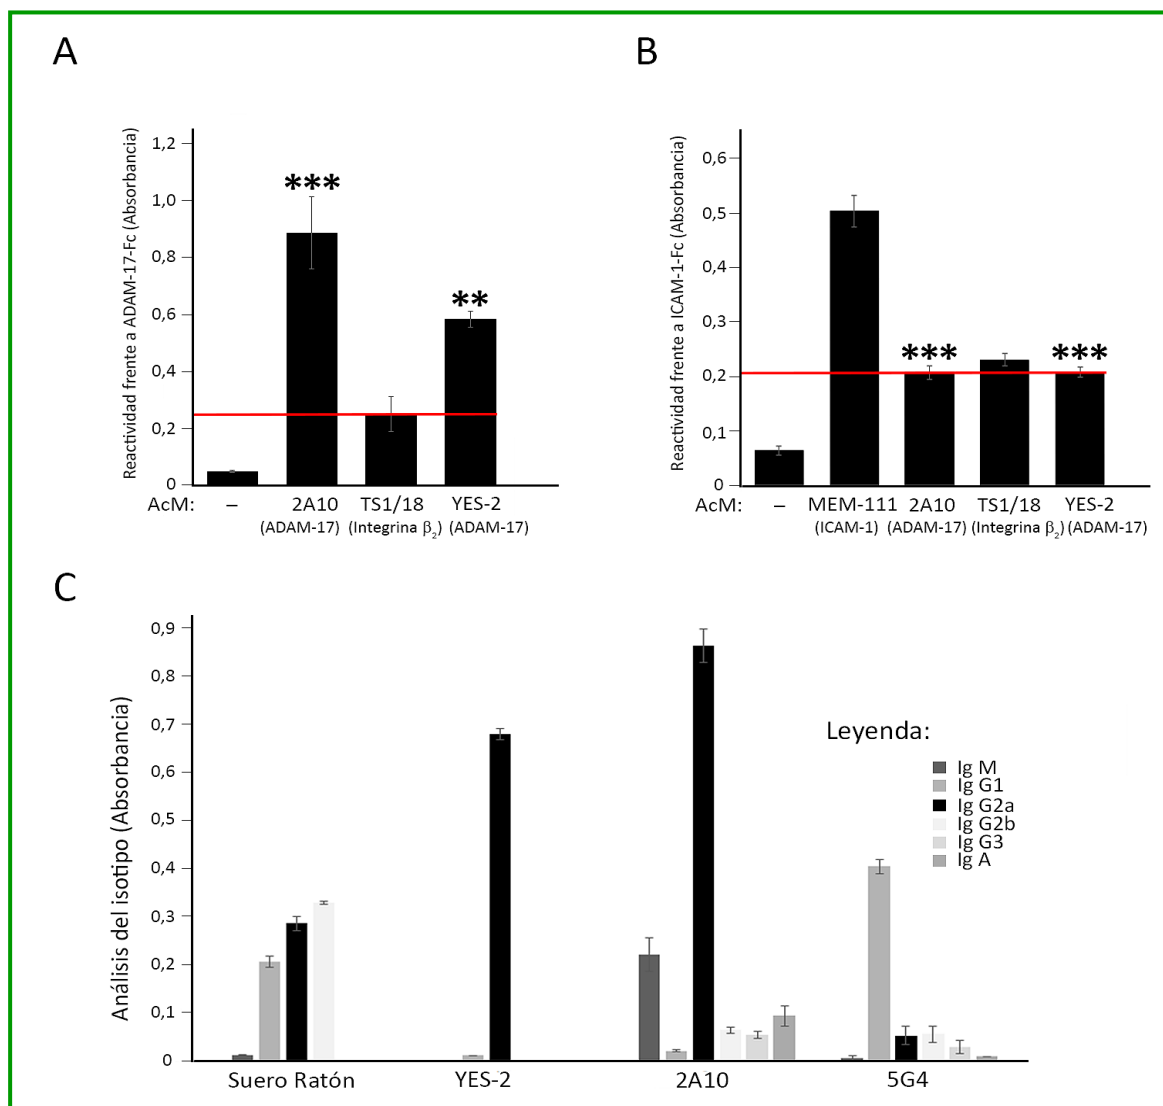 A
Reactividad frente a ADAM-17-Fc (Absorbancia)
1,2
1,0
0,8
0,6
0,4
0,2
0
***
**
AcM: – 2A10 TS1/18 YES-2
(ADAM-17) (Integrina β2) (ADAM-17)
B
Reactividad frente a ICAM-1-Fc (Absorbancia)
0,6
0,5
0,4
0,3
0,2
0,1
0
*** ***
AcM: – MEM-111 2A10 TS1/18 YES-2
(ICAM-1) (ADAM-17) (Integrina β2) (ADAM-17)
C
Análisis del isotipo (Absorbancia)
0,9
0,8
0,7
0,6
0,5
0,4
0,3
0,2
0,1
0
Suero Ratón YES-2 2A10 5G4
Leyenda:
Ig M
Ig G1
Ig G2a
Ig G2b
Ig G3
Ig A